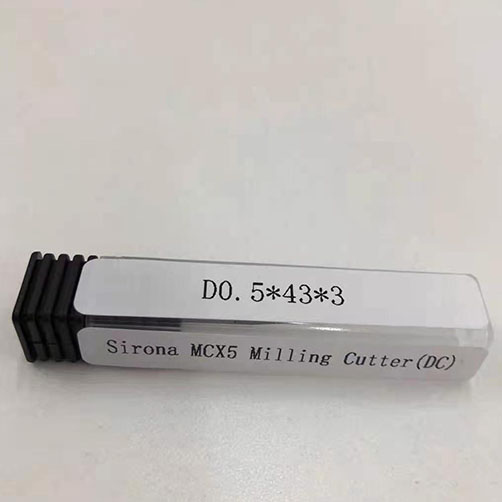 D0.5*43*3
Sirona MCX5 Milling Cutter(DC)